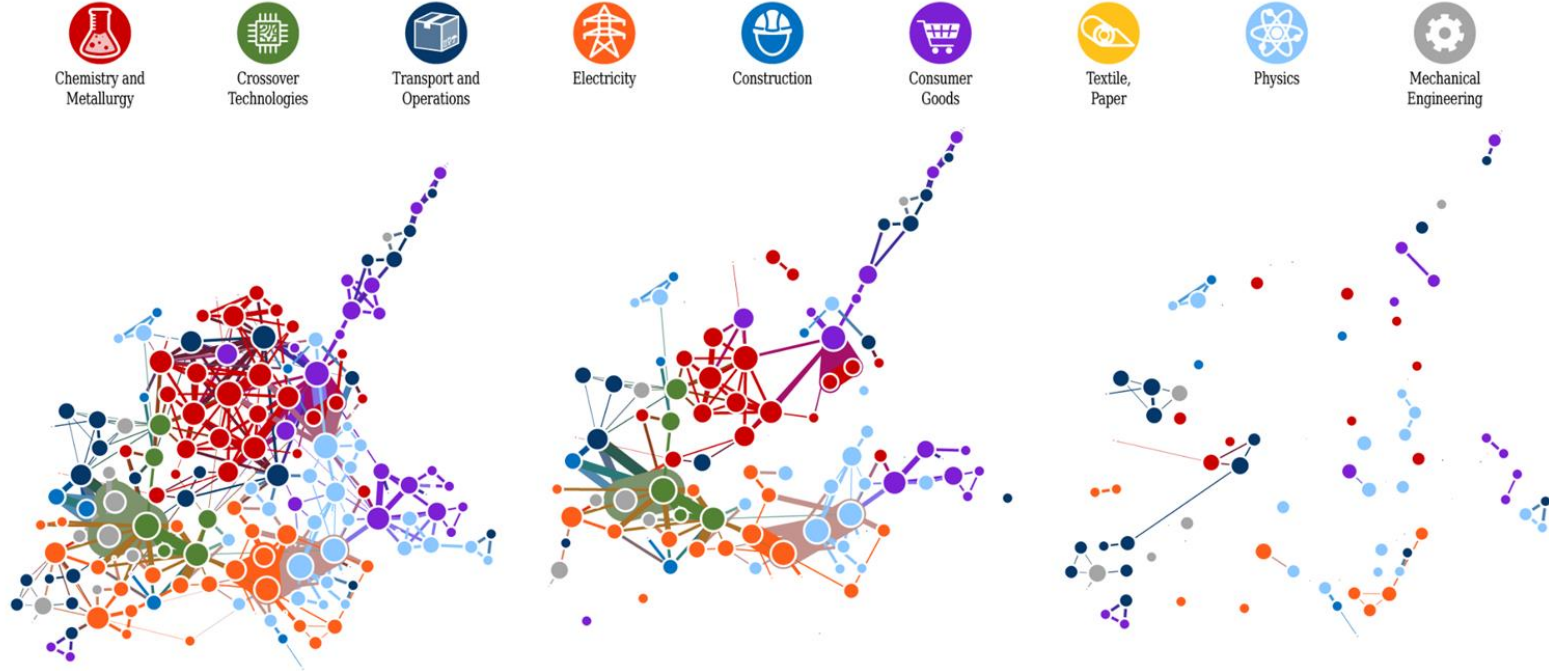 Chemistry and
Metallurgy
Crossover
Technologies
Transport and
Operations
Electricity
Construction
Consumer
Goods
Textile,
Paper
Physics
Mechanical
Engineering